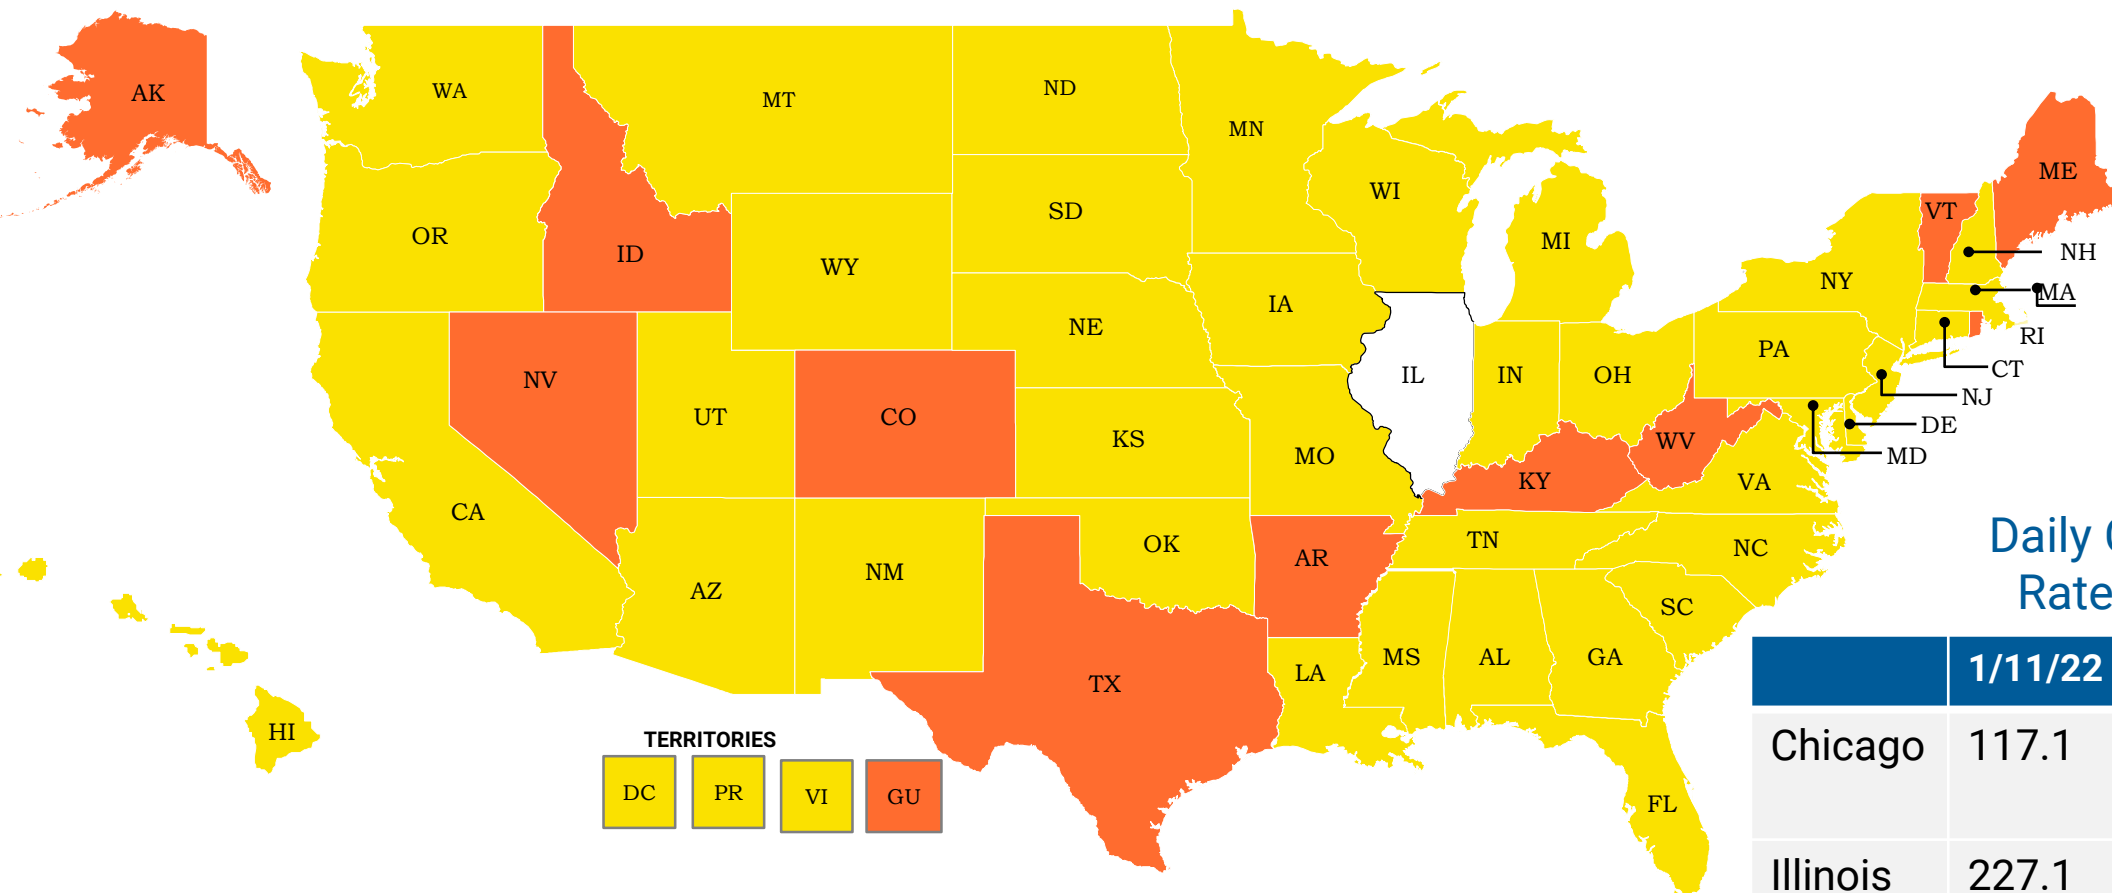 AK
WA
MT
ND
MN
WI
MI
ME
VT
NH
NY
MA
RI
CT
NJ
DE
MD
OR
ID
WY
SD
IA
NE
PA
IL
IN
OH
NV
UT
CO
KS
MO
WV
KY
VA
CA
AZ
NM
OK
AR
TN
NC
SC
TX
LA
MS
AL
GA
FL
HI
TERRITORIES
DC PR VI GU
Daily
Rate
1/11/22
Chicago 117.1
Illinois 227.1